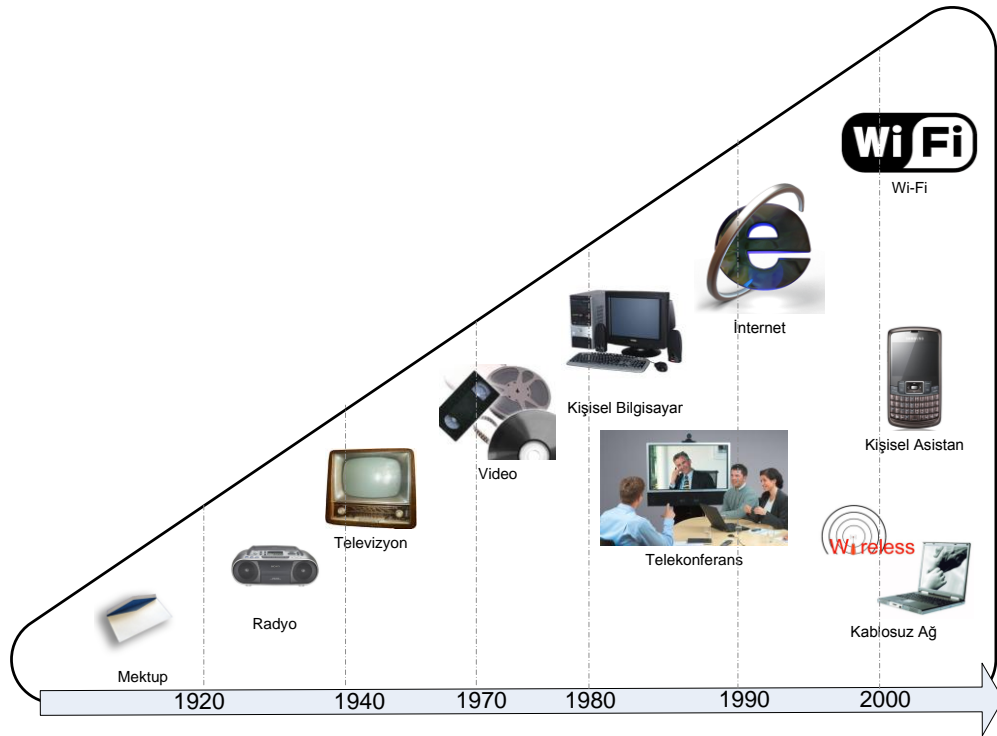 Wi Fi
Wi-Fi
İnternet
Kişisel Bilgisayar
Kişisel Asistan
Video
Televizyon
Telekonferans
Wireless
Radyo
Kablosuz Ağ
Mektup
1920 1940 1970 1980 1990 2000